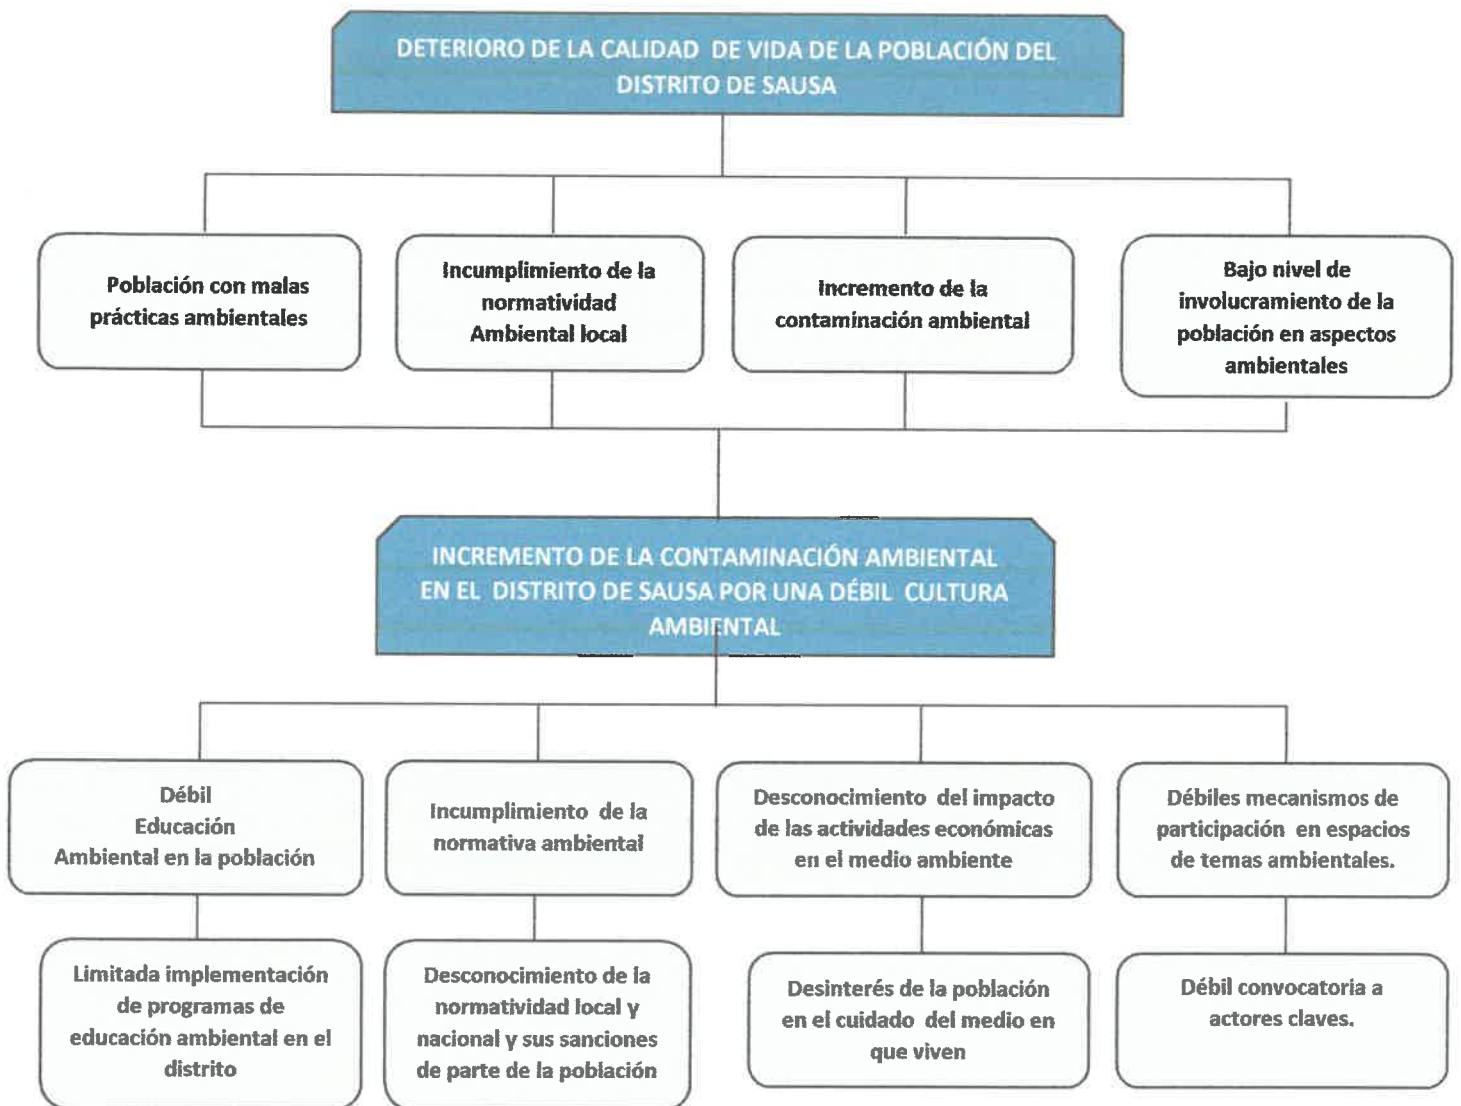 DETERIORO DE LA CALIDAD DE VIDA DE LA POBLACIÓN DEL
DISTRITO DE SAUSA
Población con malas
prácticas ambientales
Incumplimiento de la
normatividad
Ambiental local
Incremento de la
contaminación ambiental
Bajo nivel de
involucramiento de la
población en aspectos
ambientales
INCREMENTO DE LA CONTAMINACIÓN AMBIENTAL
EN EL DISTRITO DE SAUSA POR UNA DÉBIL CULTURA
AMBIENTAL
Débil
Educación
Ambiental en la población
Incumplimiento de la
normativa ambiental
Desconocimiento del impacto
de las actividades económicas
en el medio ambiente
Débiles mecanismos de
participación en espacios
de temas ambientales.
Limitada implementación
de programas de
educación ambiental en el
distrito
Desconocimiento de la
normatividad local y
nacional y sus sanciones
de parte de la población
Desinterés de la población
en el cuidado del medio en
que viven
Débil convocatoria a
actores claves.